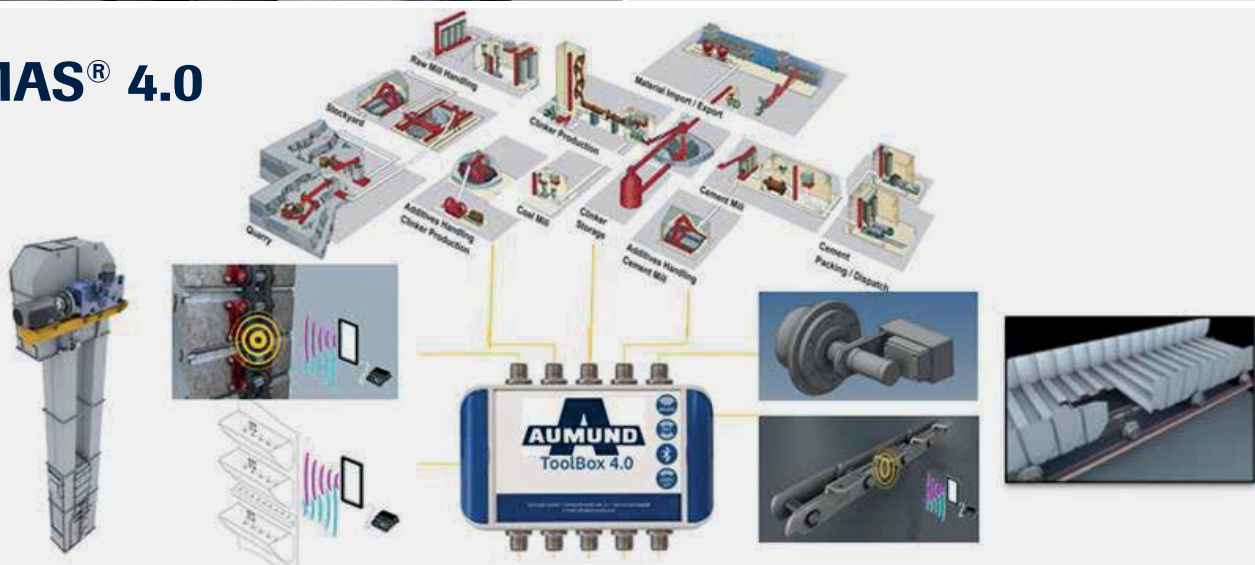 MAS® 4.0
Raw Mill Handling
Material Import / Export
Stockyard
Clinker Production
Quarry
Additives Handling
Clinker Production
Coal Mill
Clinker
Storage
Cement Mill
Additives Handling
Cement Mill
Cement
Packing / Dispatch
AUMUND
ToolBox 4.0